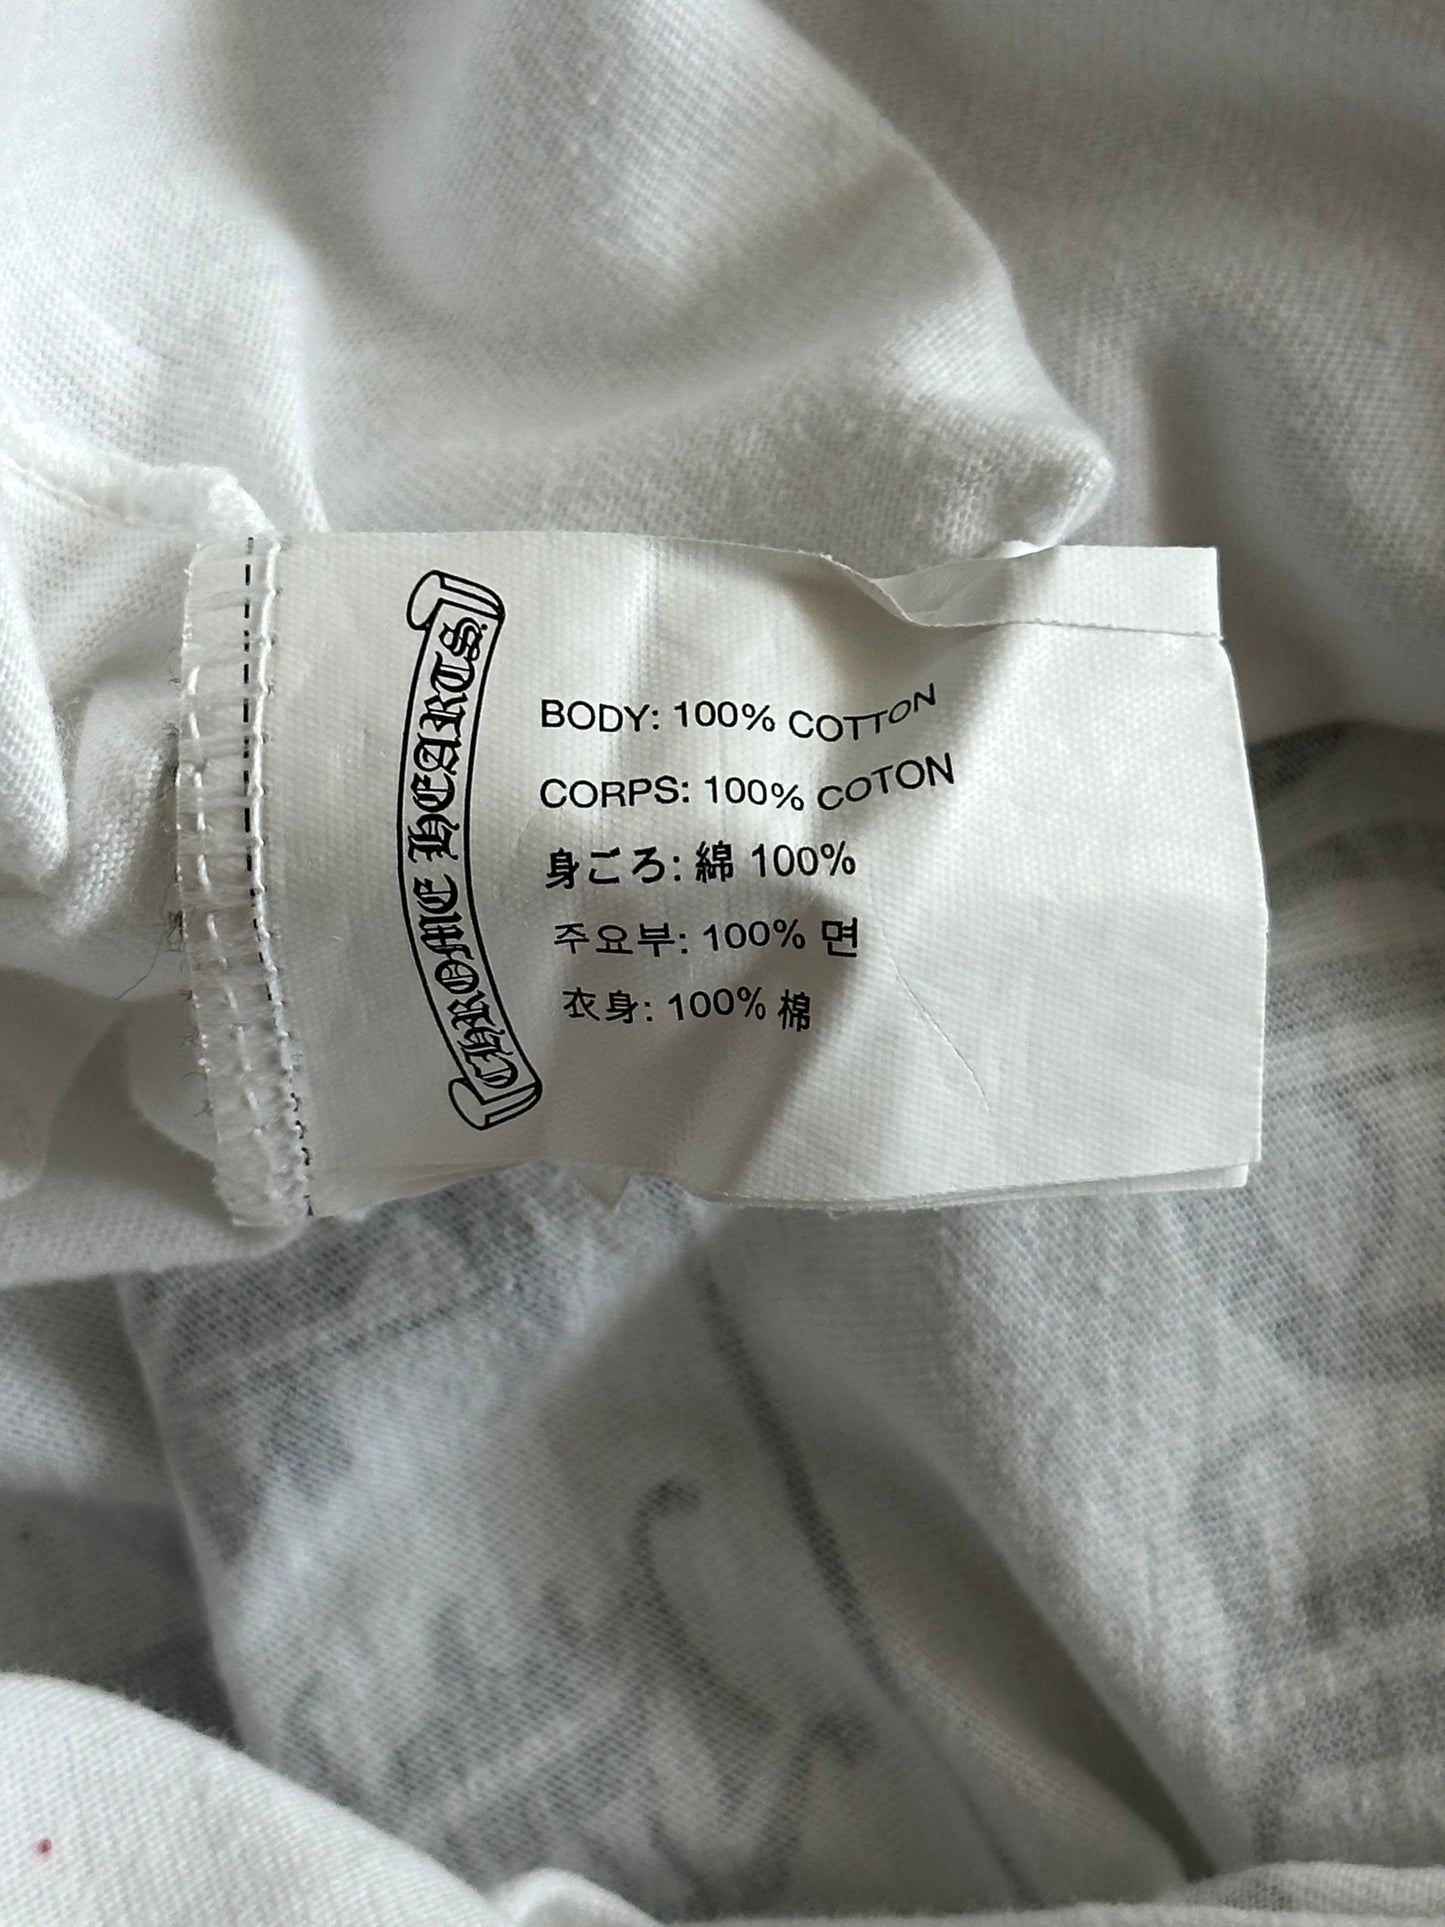 CHROME HEARTS
BODY: 100% COTTON
CORPS: 100% COTON
身ごろ: 綿 100%
주요부: 100% 면
衣身: 100% 棉